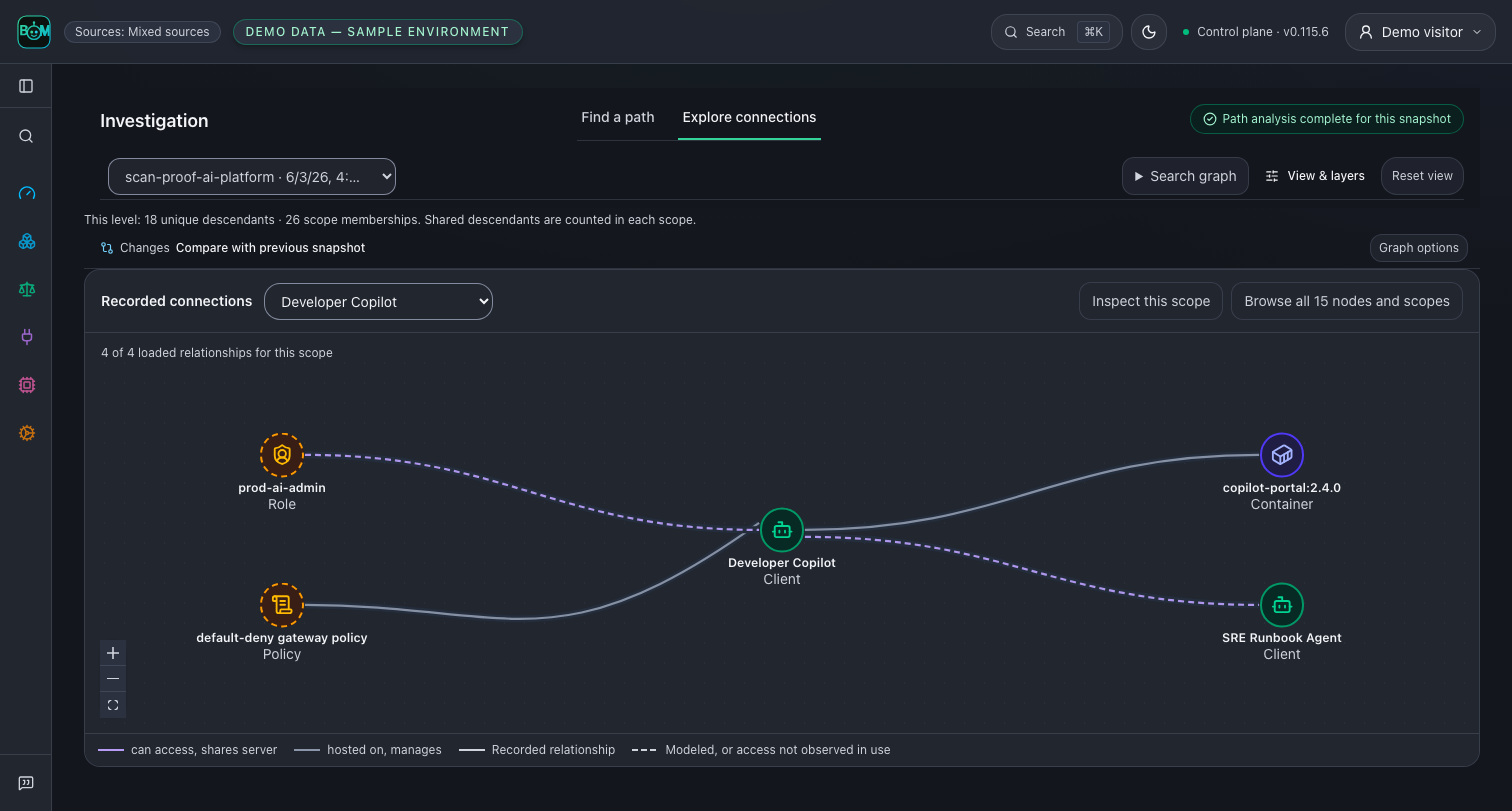 BOM
Sources: Mixed sources
DEMO DATA — SAMPLE ENVIRONMENT
Search ⌘K
Control plane · v0.115.6
Demo visitor
Investigation
Find a path
Explore connections
Path analysis complete for this snapshot
scan-proof-ai-platform · 6/3/26, 4:...
Search graph
View & layers
Reset view
This level: 18 unique descendants · 26 scope memberships. Shared descendants are counted in each scope.
Changes Compare with previous snapshot
Graph options
Recorded connections
Developer Copilot
Inspect this scope
Browse all 15 nodes and scopes
4 of 4 loaded relationships for this scope
prod-ai-admin
Role
copilot-portal:2.4.0
Container
Developer Copilot
Client
default-deny gateway policy
Policy
SRE Runbook Agent
Client
can access, shares server
hosted on, manages
Recorded relationship
Modeled, or access not observed in use